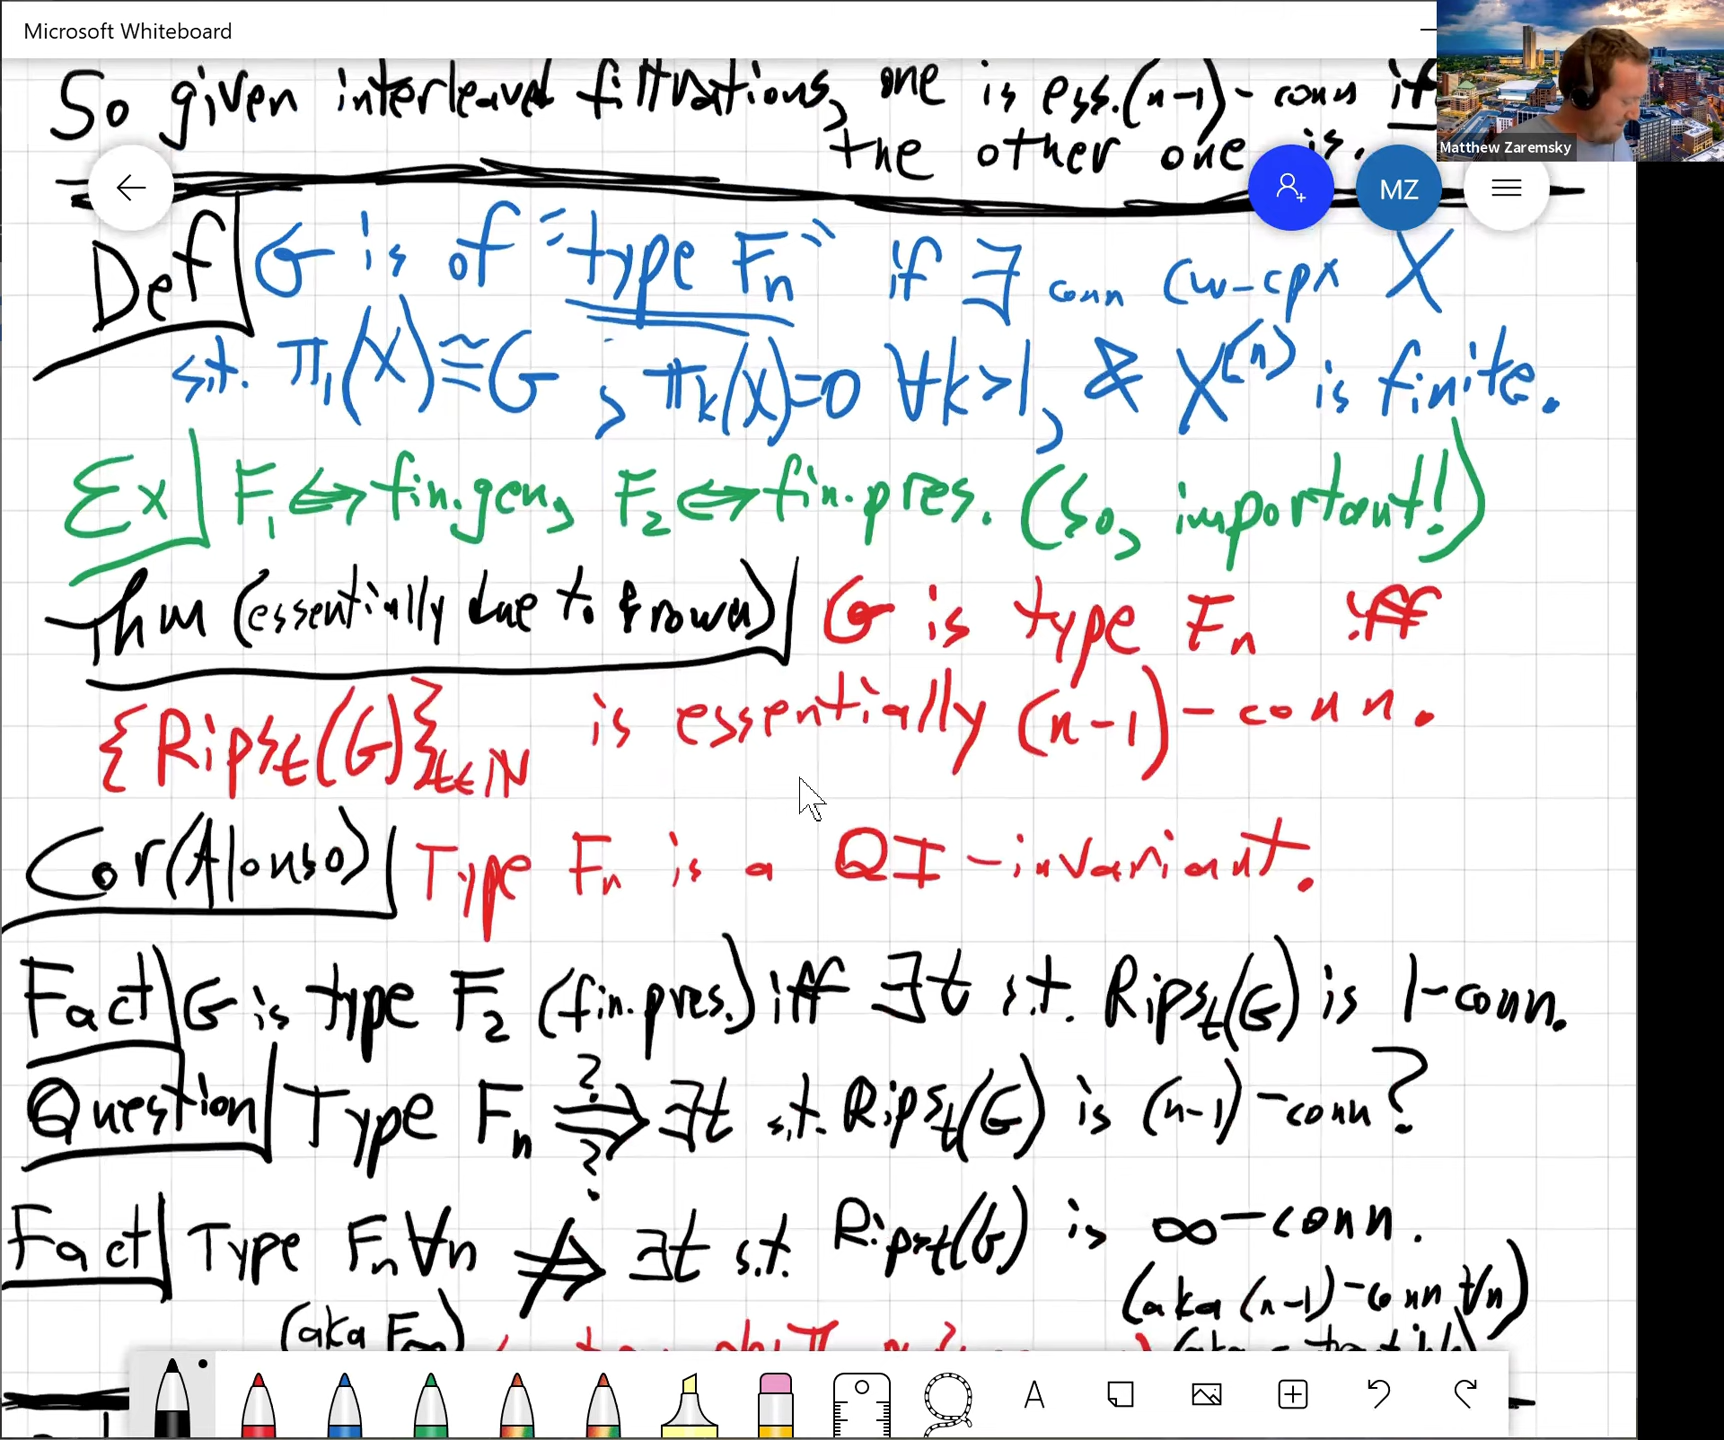 Microsoft Whiteboard
So given interleaved filtrations, one is ess.(n-1)-conn if
the other one is.
Matthew Zaremsky
MZ
Def G is of "type Fₙ" if ∃ conn CW-cpx X
s.t. π₁(X)≅G, πₖ(X)=0 ∀k>1, & X⁽ⁿ⁾ is finite.
Ex F₁ ⇔ fin.gen, F₂ ⇔ fin.pres. (So, important!)
Thm (essentially due to Brown) G is type Fₙ iff
{Ripsₜ(G)}ₜ∈ℕ is essentially (n-1)-conn.
Cor (Alonso) Type Fₙ is a QI-invariant.
Fact G is type F₂ (fin.pres.) iff ∃t s.t. Ripsₜ(G) is 1-conn.
Question Type Fₙ ?⇒? ∃t s.t. Ripsₜ(G) is (n-1)-conn?
Fact Type Fₙ ∀n ⇏ ∃t s.t. Ripsₜ(G) is ∞-conn.
(aka F∞) (aka (n-1)-conn ∀n)